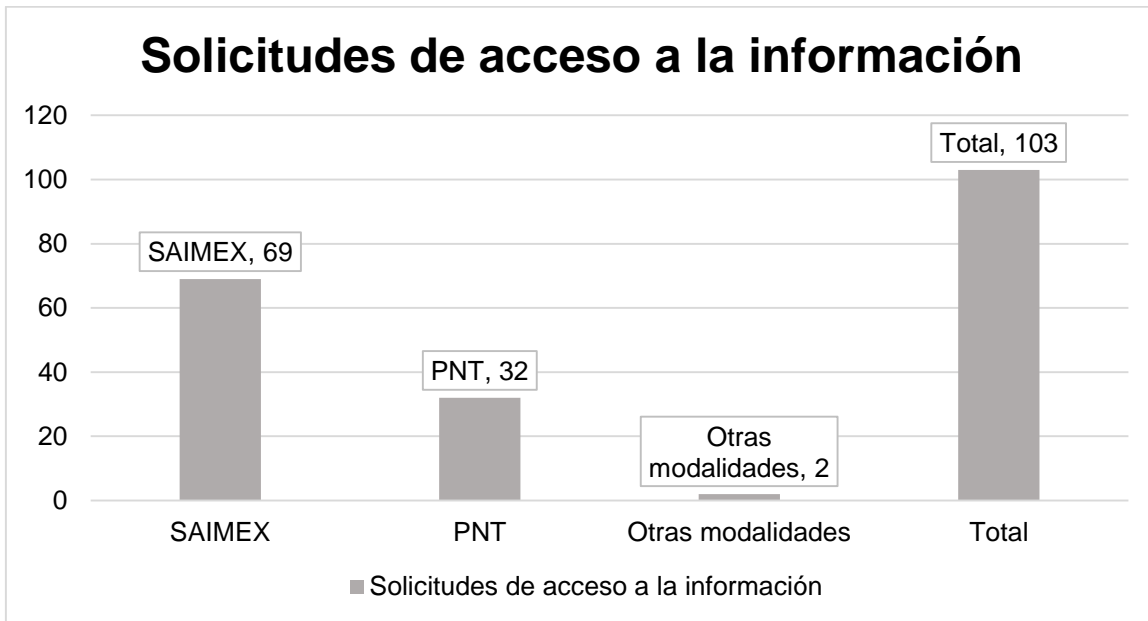 Solicitudes de acceso a la información
120
100
80
60
40
20
0
SAIMEX, 69
PNT, 32
Otras
modalidades, 2
Total, 103
SAIMEX
PNT
Otras modalidades
Total
Solicitudes de acceso a la información